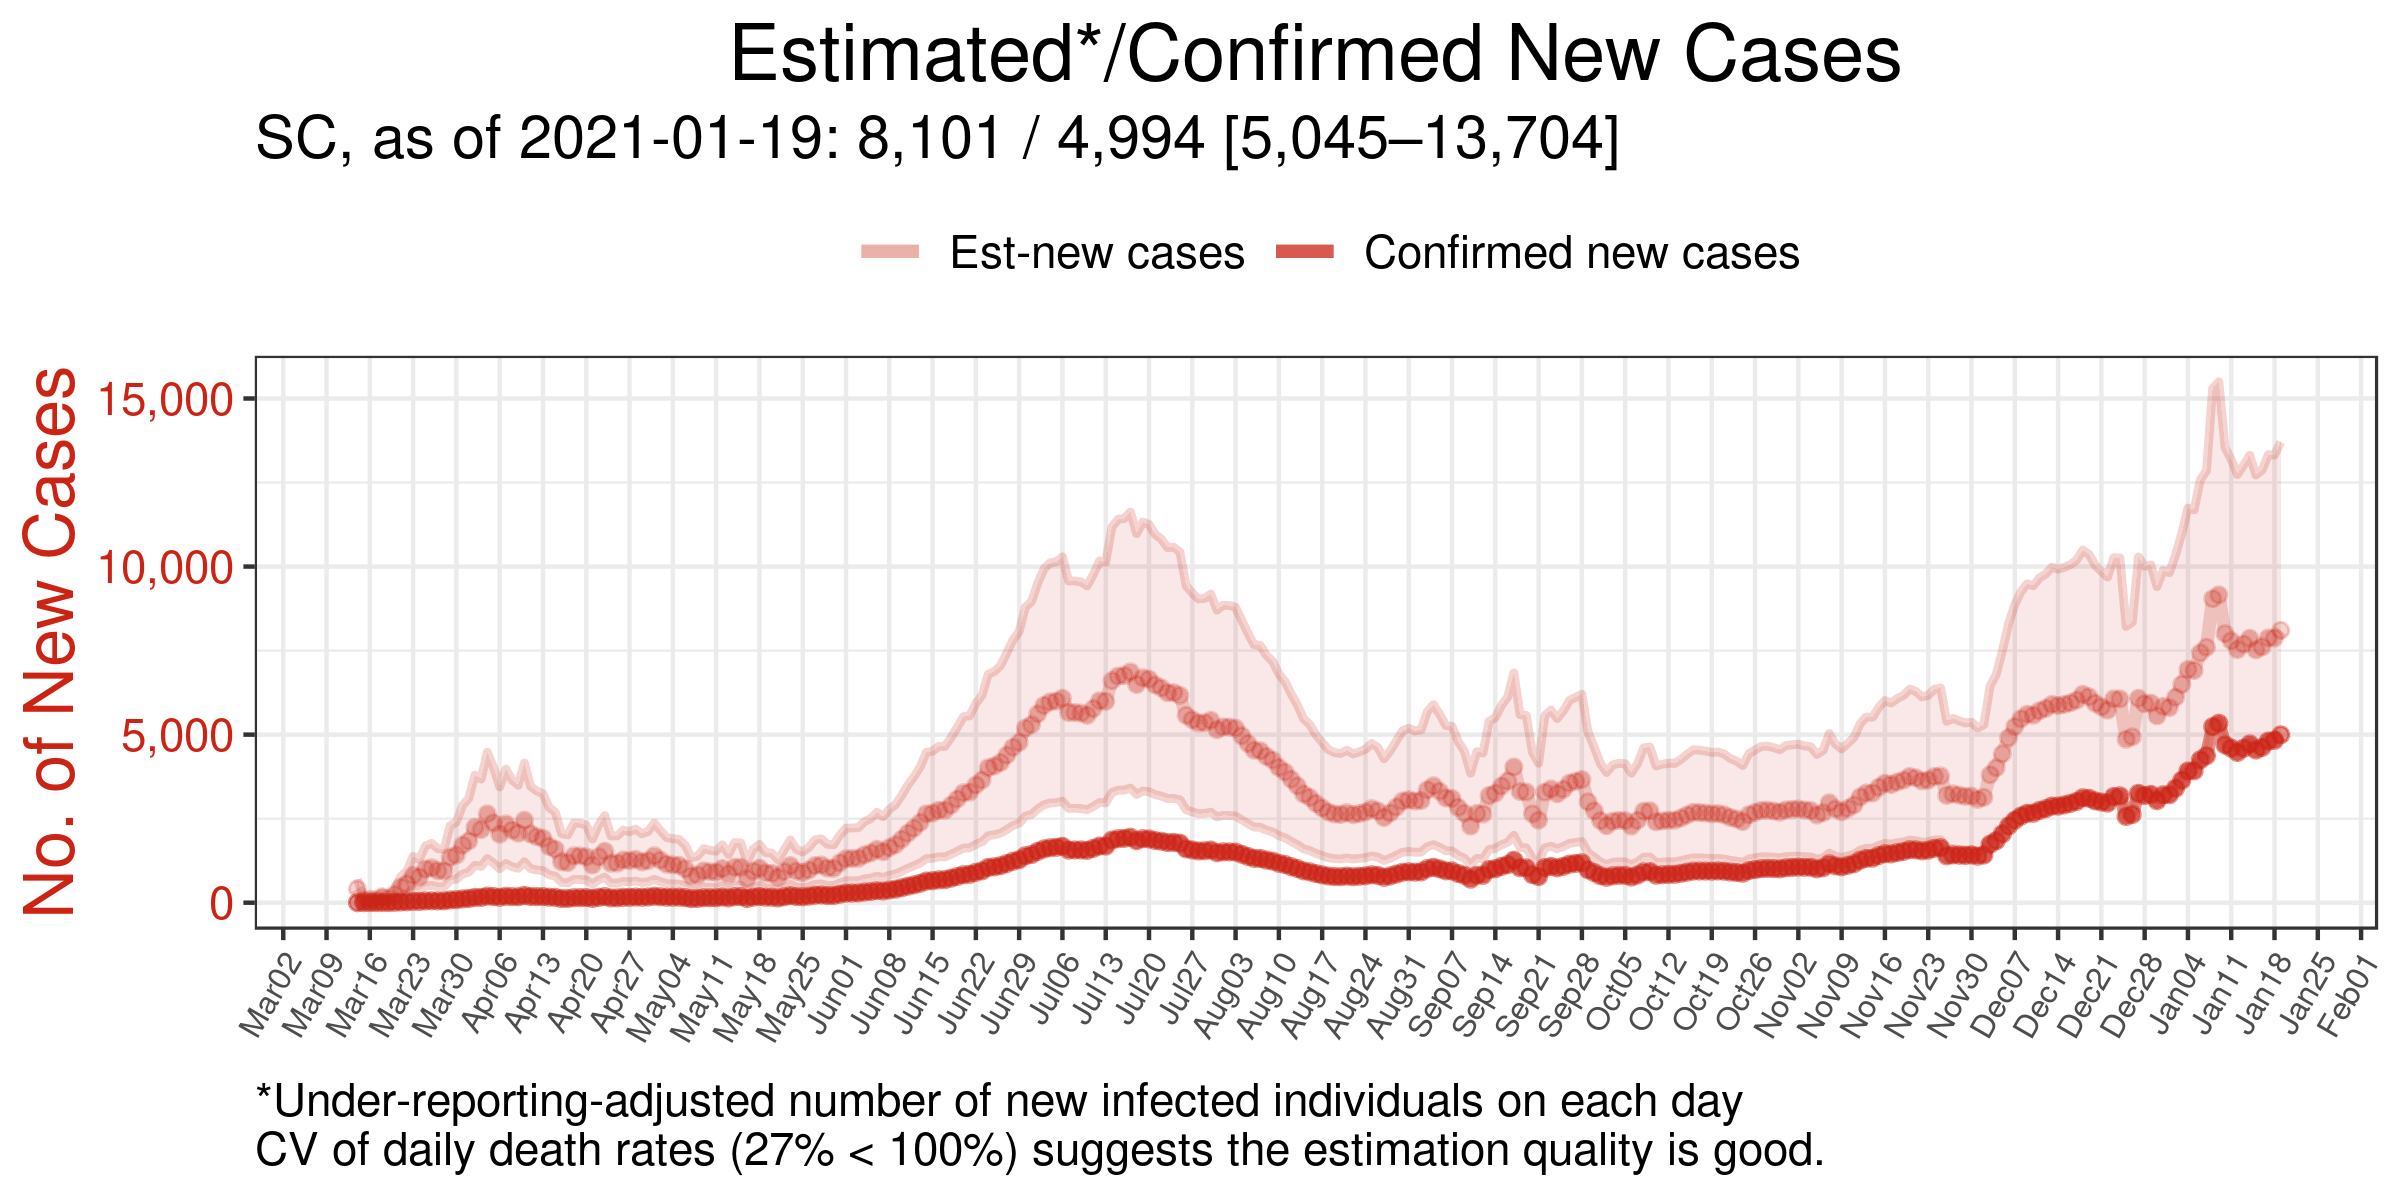 Estimated*/Confirmed New Cases
SC, as of 2021-01-19: 8,101 / 4,994 [5,045–13,704]
Est-new cases Confirmed new cases
No. of New Cases
15,000
10,000
5,000
0
Mar02 Mar09 Mar16 Mar23 Mar30 Apr06 Apr13 Apr20 Apr27 May04 May11 May18 May25 Jun01 Jun08 Jun15 Jun22 Jun29 Jul06 Jul13 Jul20 Jul27 Aug03 Aug10 Aug17 Aug24 Aug31 Sep07 Sep14 Sep21 Sep28 Oct05 Oct12 Oct19 Oct26 Nov02 Nov09 Nov16 Nov23 Nov30 Dec07 Dec14 Dec21 Dec28 Jan04 Jan11 Jan18 Jan25 Feb01
*Under-reporting-adjusted number of new infected individuals on each day
CV of daily death rates (27% < 100%) suggests the estimation quality is good.